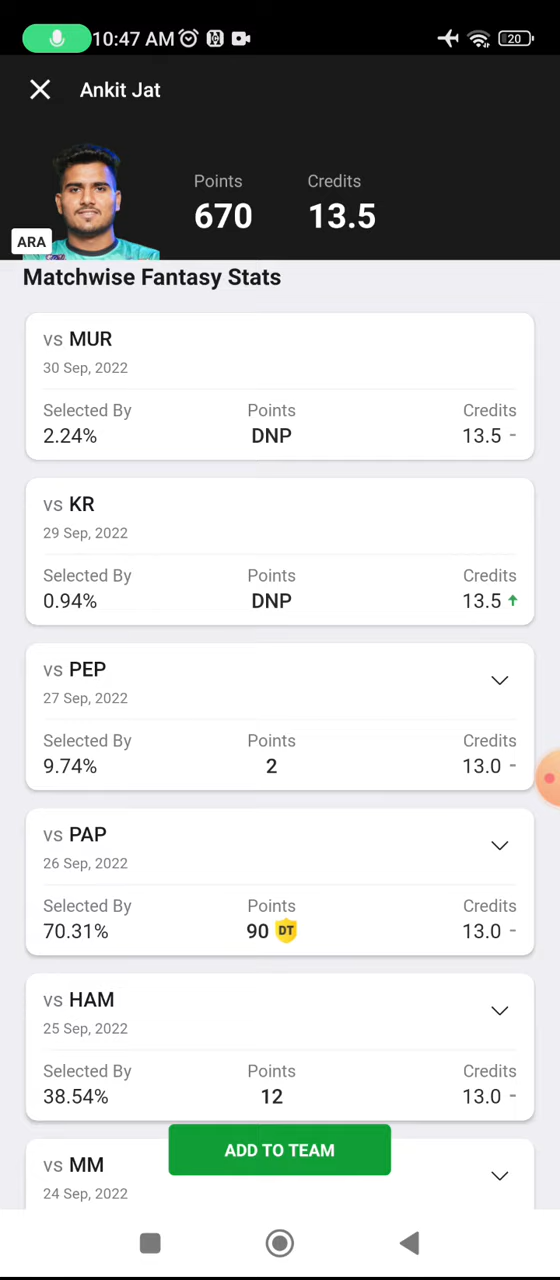 10:47 AM
20
Ankit Jat
Points Credits
670 13.5
ARA
Matchwise Fantasy Stats
vs MUR
30 Sep, 2022
Selected By Points Credits
2.24% DNP 13.5 -
vs KR
29 Sep, 2022
Selected By Points Credits
0.94% DNP 13.5
vs PEP
27 Sep, 2022
Selected By Points Credits
9.74% 2 13.0 -
vs PAP
26 Sep, 2022
Selected By Points Credits
70.31% 90 DT 13.0 -
vs HAM
25 Sep, 2022
Selected By Points Credits
38.54% 12 13.0 -
ADD TO TEAM
vs MM
24 Sep, 2022